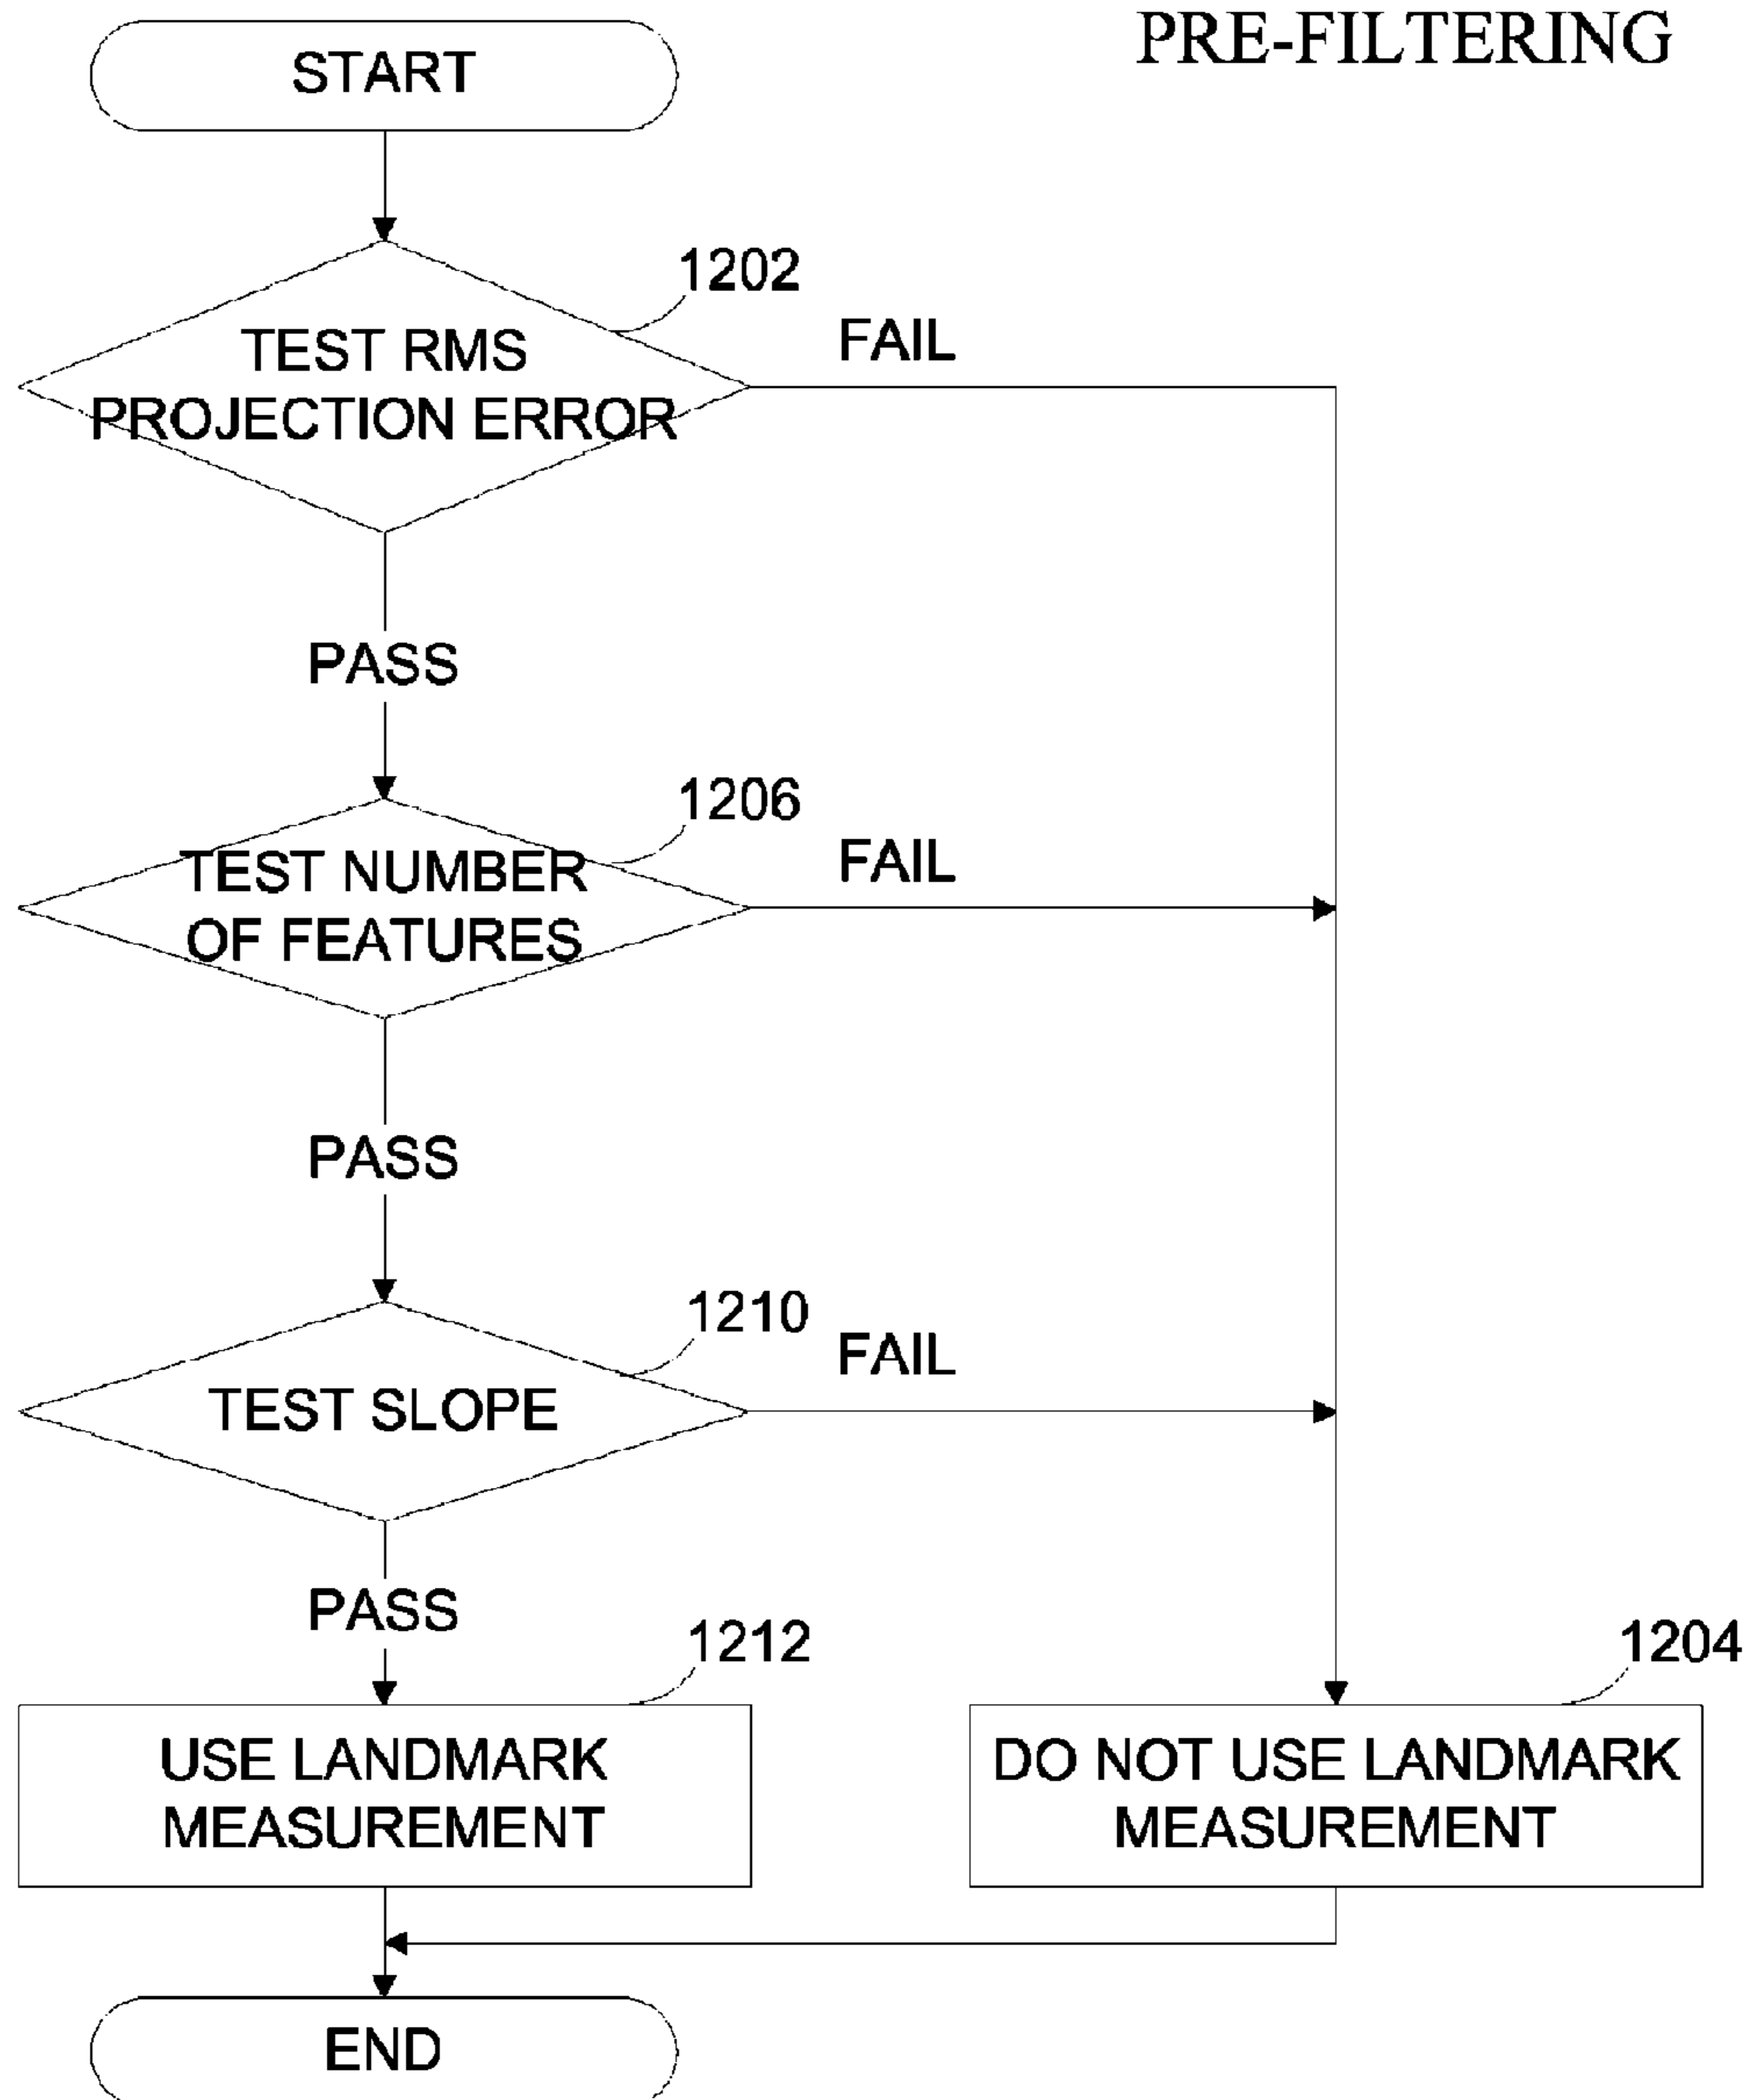 PRE-FILTERING
START
1202
TEST RMS
PROJECTION ERROR
FAIL
PASS
1206
TEST NUMBER
OF FEATURES
FAIL
PASS
1210
TEST SLOPE
FAIL
PASS
1212
USE LANDMARK
MEASUREMENT
1204
DO NOT USE LANDMARK
MEASUREMENT
END